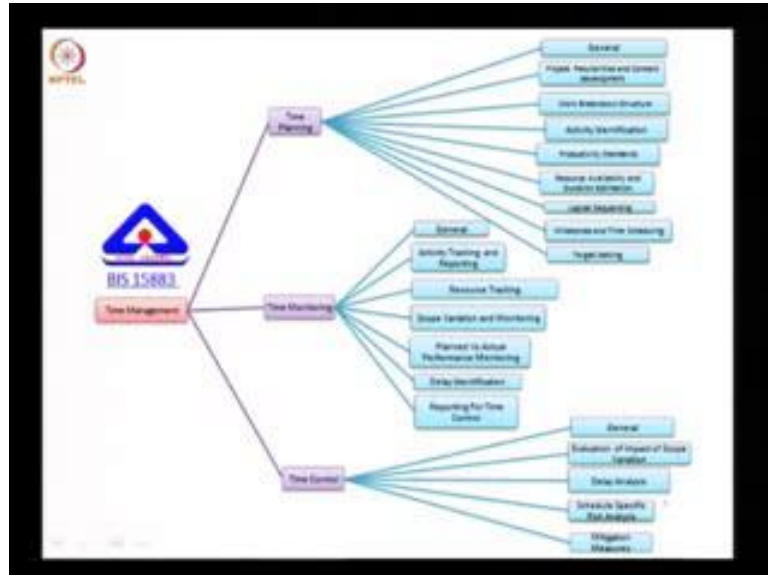 NPTEL
BIS 15883
Time Management
Time
Planning
General
Project Peculiarities and
Work Breakdown Structure
Activity Identification
Productivity Standards
Resource Availability and
Duration Estimation
Logical Sequencing
Milestones and Time Scheduling
Target Setting
Time Monitoring
General
Activity Tracking and
Reporting
Resource Tracking
Scope Variation and Monitoring
Planned Vs Actual
Performance Monitoring
Delay Identification
Reporting For Time
Control
Time Control
General
Evaluation of Impact of Scope
Variation
Delay Analysis
Schedule Specific
Risk Analysis
Mitigation
Measures